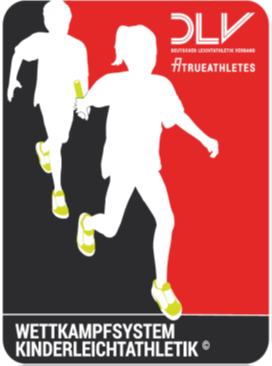 DLV
DEUTSCHER LEICHTATHLETIK VERBAND
TRUEATHLETES
WETTKAMPFSYSTEM
KINDERLEICHTATHLETIK ©